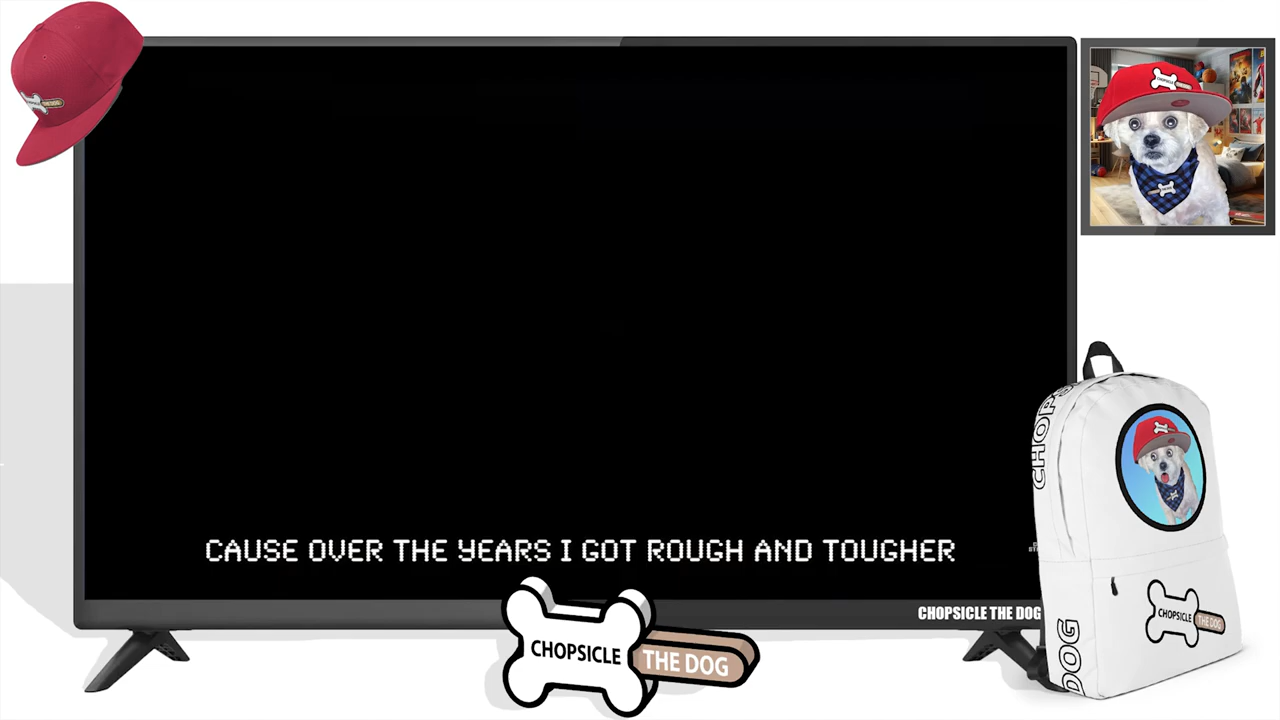 CAUSE OVER THE YEARS I GOT ROUGH AND TOUGHER
CHOPSICLE THE DOG
CHOPSICLE
THE DOG
CHOPS
DOG
CHOPSICLE
THE DOG
CHOPSICLE